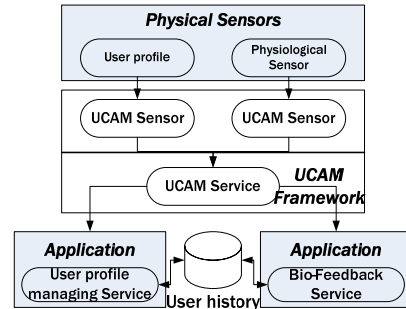 Physical Sensors
User profile
Physiological
Sensor
UCAM Sensor
UCAM Sensor
UCAM Service
UCAM
Framework
Application
User profile
managing Service
User history
Application
Bio-Feedback
Service